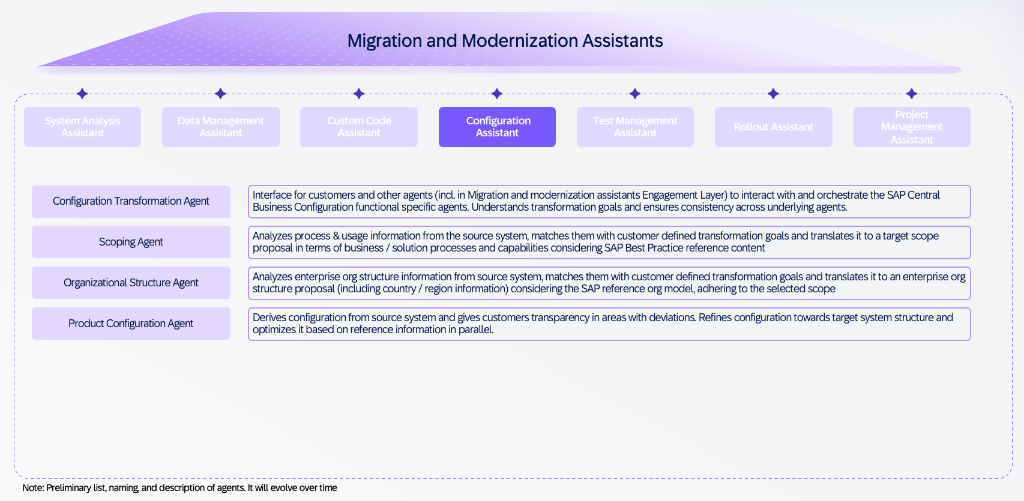 Migration and Modernization Assistants
System Analysis
Assistant
Data Management
Assistant
Custom Code
Assistant
Configuration
Assistant
Test Management
Assistant
Rollout Assistant
Project
Management
Assistant
Configuration Transformation Agent
Interface for customers and other agents (incl. in Migration and modernization assistants Engagement Layer) to interact with and orchestrate the SAP Central
Business Configuration functional specific agents. Understands transformation goals and ensures consistency across underlying agents.
Scoping Agent
Analyzes process & usage information from the source system, matches them with customer defined transformation goals and translates it to a target scope
proposal in terms of business / solution processes and capabilities considering SAP Best Practice reference content
Organizational Structure Agent
Analyzes enterprise org structure information from source system, matches them with customer defined transformation goals and translates it to an enterprise org
structure proposal (including country / region information) considering the SAP reference org model, adhering to the selected scope
Product Configuration Agent
Derives configuration from source system and gives customers transparency in areas with deviations. Refines configuration towards target system structure and
optimizes it based on reference information in parallel.
Note: Preliminary list, naming, and description of agents. It will evolve over time